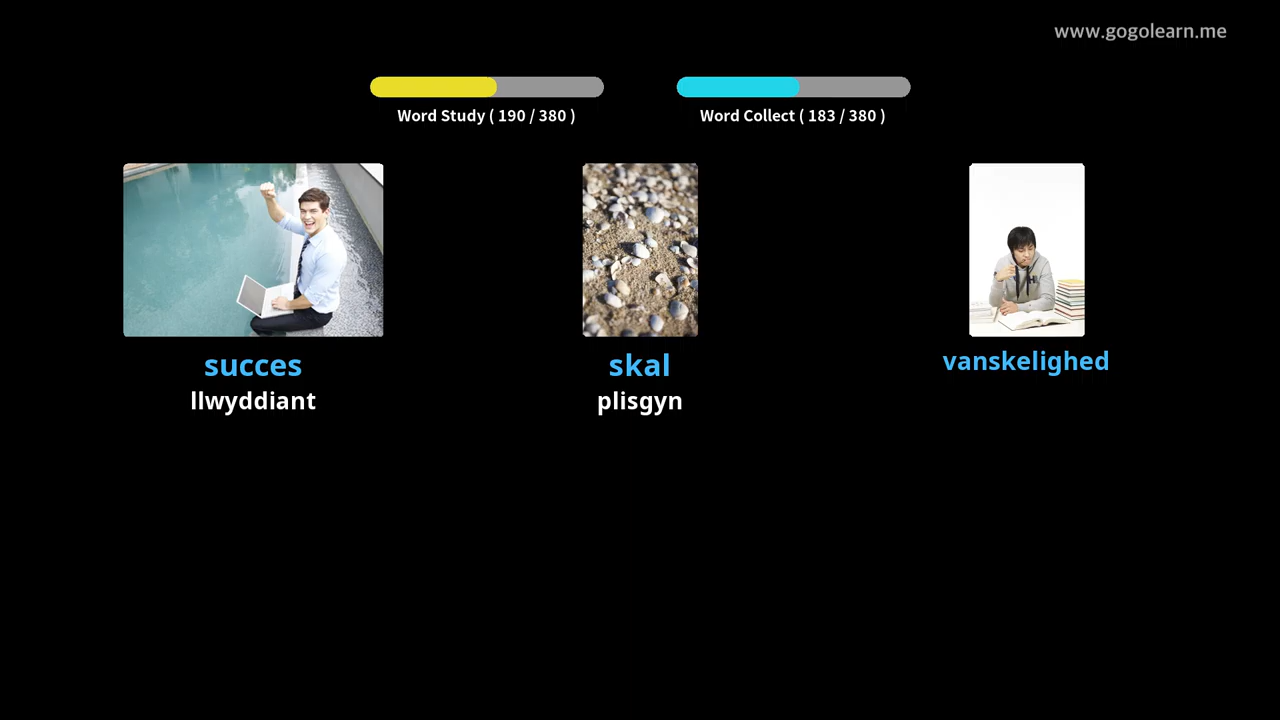 www.gogolearn.me
Word Study ( 190 / 380 )
Word Collect ( 183 / 380 )
succes
llwyddiant
skal
plisgyn
vanskelighed